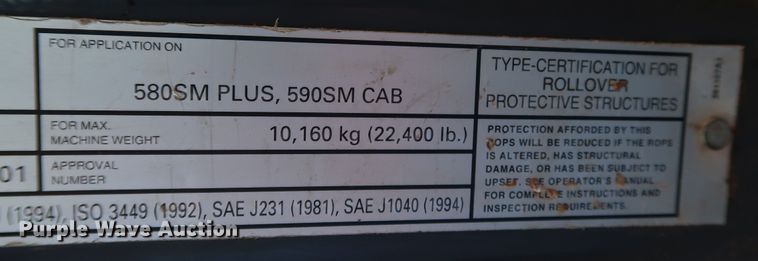 FOR APPLICATION ON
580SM PLUS, 590SM CAB
FOR MAX.
MACHINE WEIGHT
10,160 kg (22,400 lb.)
01
APPROVAL
NUMBER
(1994), ISO 3449 (1992), SAE J231 (1981), SAE J1040 (1994)
TYPE-CERTIFICATION FOR
ROLLOVER
PROTECTIVE STRUCTURES
PROTECTION AFFORDED BY THIS
ROPS WILL BE REDUCED IF THE ROPS
IS ALTERED, HAS STRUCTURAL
DAMAGE, OR HAS BEEN SUBJECT TO
UPSET. SEE OPERATOR'S MANUAL
FOR COMPLETE INSTRUCTIONS AND
INSPECTION REQUIREMENTS.
Purple Wave Auction